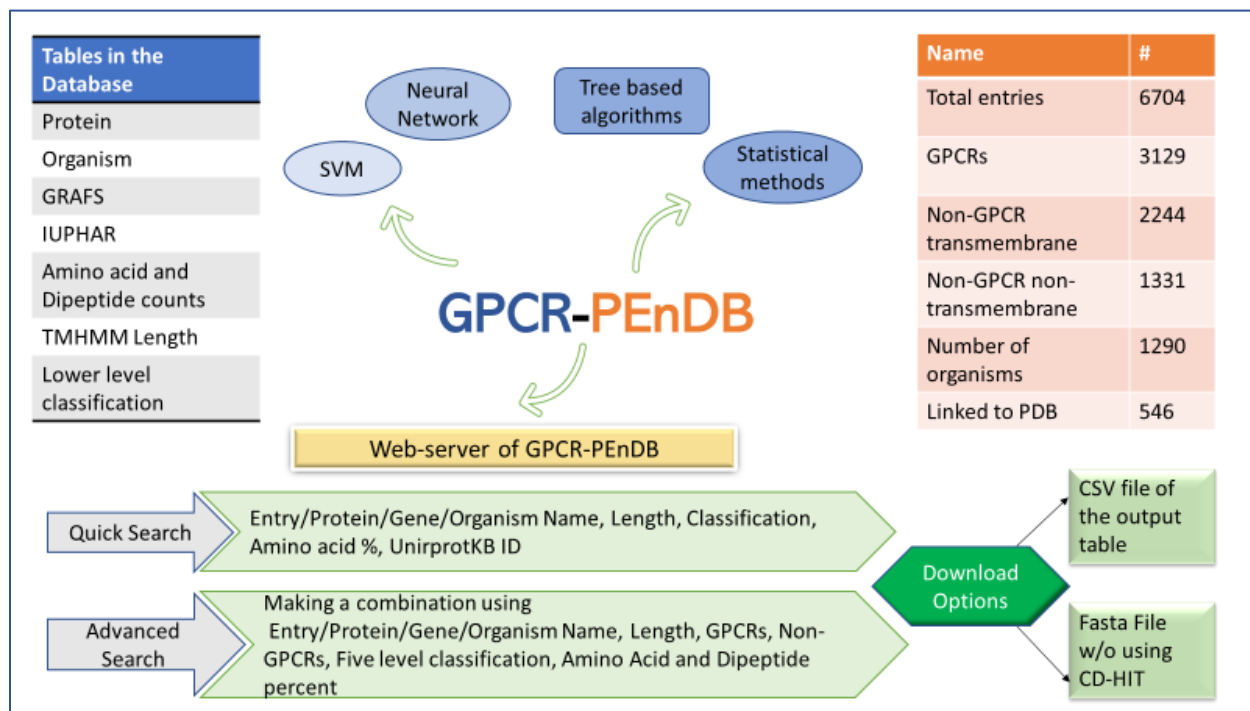 Tables in the
Database
Protein
Organism
GRAFS
IUPHAR
Amino acid and
Dipeptide counts
TMHMM Length
Lower level
classification
Neural
Network
SVM
Tree based
algorithms
Statistical
methods
GPCR-PEnDB
Name #
Total entries 6704
GPCRs 3129
Non-GPCR 2244
transmembrane
Non-GPCR non- 1331
transmembrane
Number of 1290
organisms
Linked to PDB 546
Web-server of GPCR-PEnDB
Quick Search
Entry/Protein/Gene/Organism Name, Length, Classification,
Amino acid %, UnirprotKB ID
Advanced
Search
Making a combination using
Entry/Protein/Gene/Organism Name, Length, GPCRs, Non-
GPCRs, Five level classification, Amino Acid and Dipeptide
percent
Download
Options
CSV file of
the output
table
Fasta File
w/o using
CD-HIT